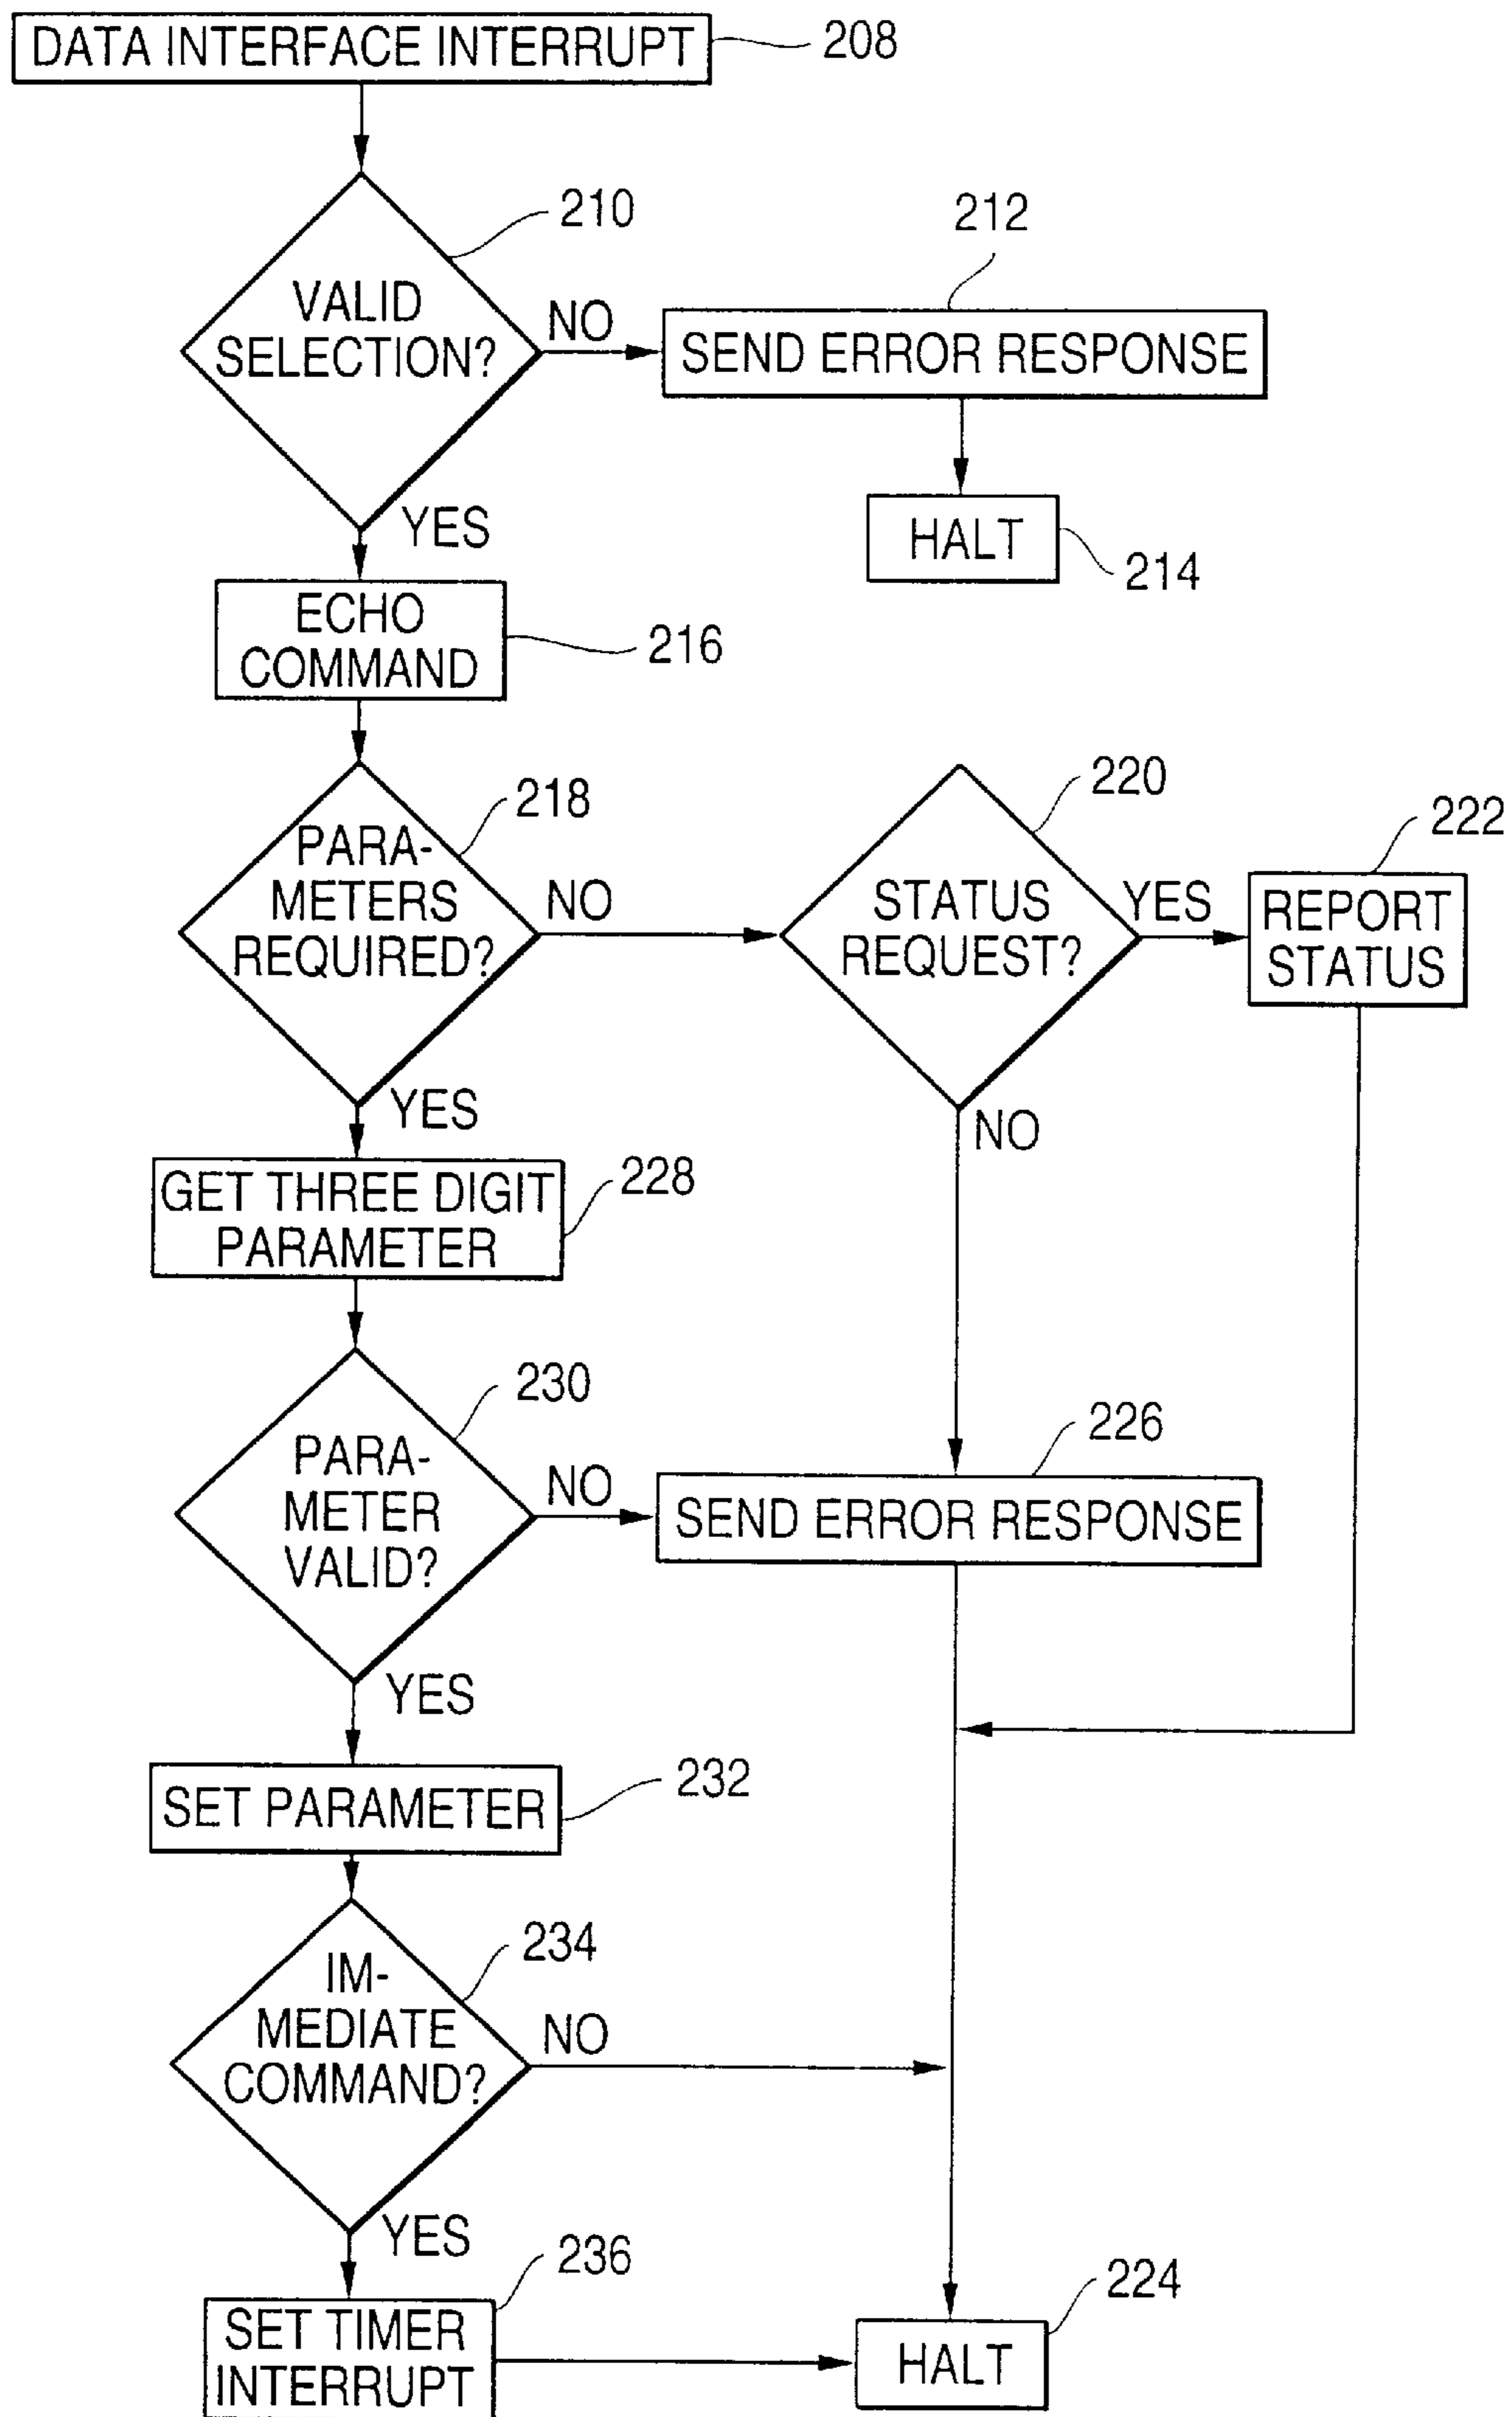 DATA INTERFACE INTERRUPT
208
210
VALID
SELECTION?
NO
212
SEND ERROR RESPONSE
HALT
214
YES
ECHO
COMMAND
216
218
PARA-
METERS
REQUIRED?
NO
220
STATUS
REQUEST?
YES
222
REPORT
STATUS
YES
NO
GET THREE DIGIT
PARAMETER
228
230
PARA-
METER
VALID?
NO
226
SEND ERROR RESPONSE
YES
SET PARAMETER
232
234
IM-
MEDIATE
COMMAND?
NO
YES
236
SET TIMER
INTERRUPT
224
HALT